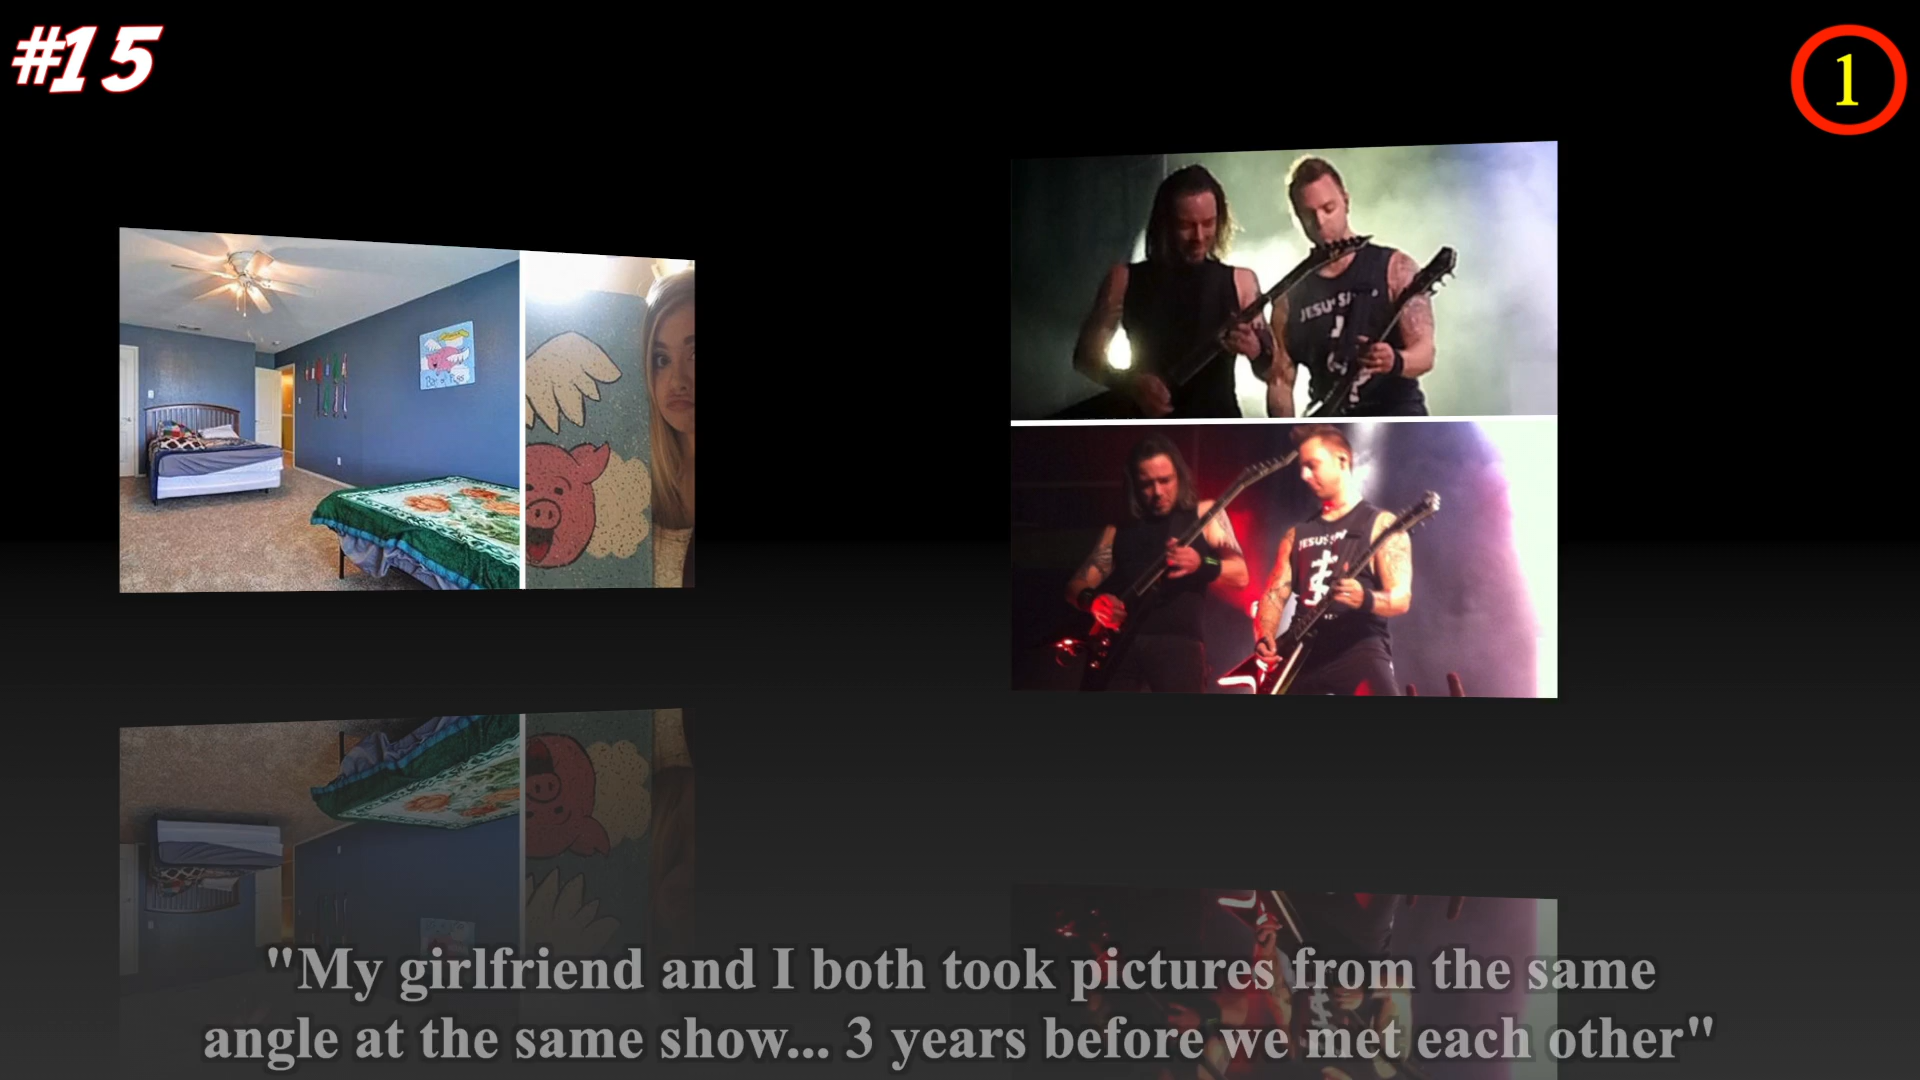 #15
1
"My girlfriend and I both took pictures from the same
angle at the same show... 3 years before we met each other"